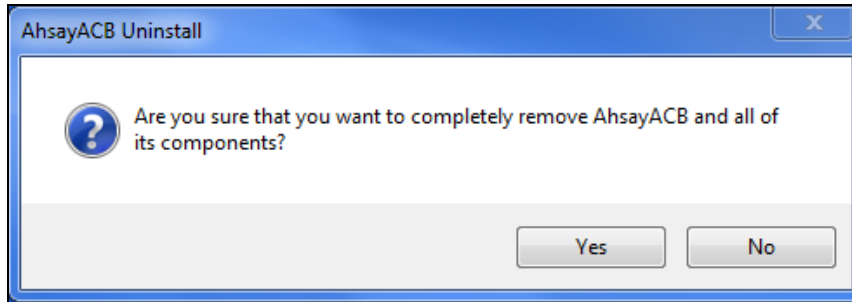 AhsayACB Uninstall
Are you sure that you want to completely remove AhsayACB and all of
its components?
Yes No